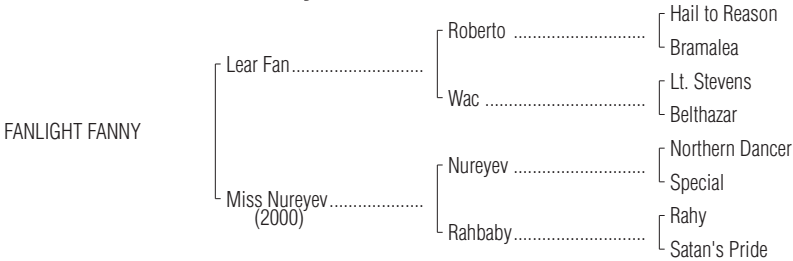 Hail to Reason
Roberto ............................
Bramalea
Lear Fan............................
Lt. Stevens
Wac ..................................
Belthazar
FANLIGHT FANNY
Northern Dancer
Nureyev ............................
Special
Miss Nureyev....................
(2000)
Rahy
Rahbaby............................
Satan's Pride